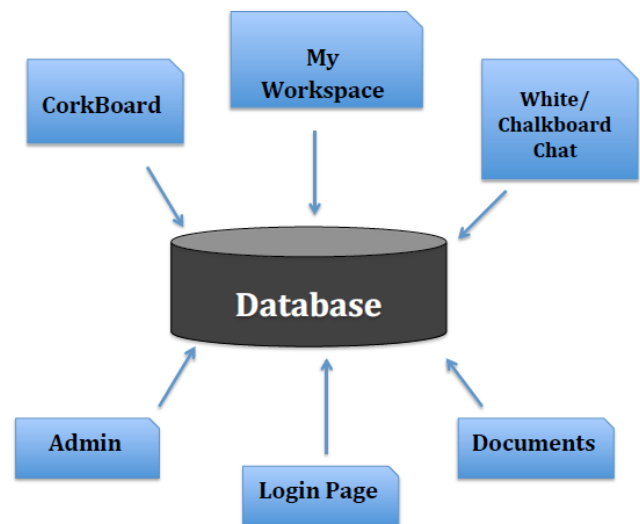 My
Workspace
CorkBoard
White/
Chalkboard
Chat
Database
Admin
Documents
Login Page